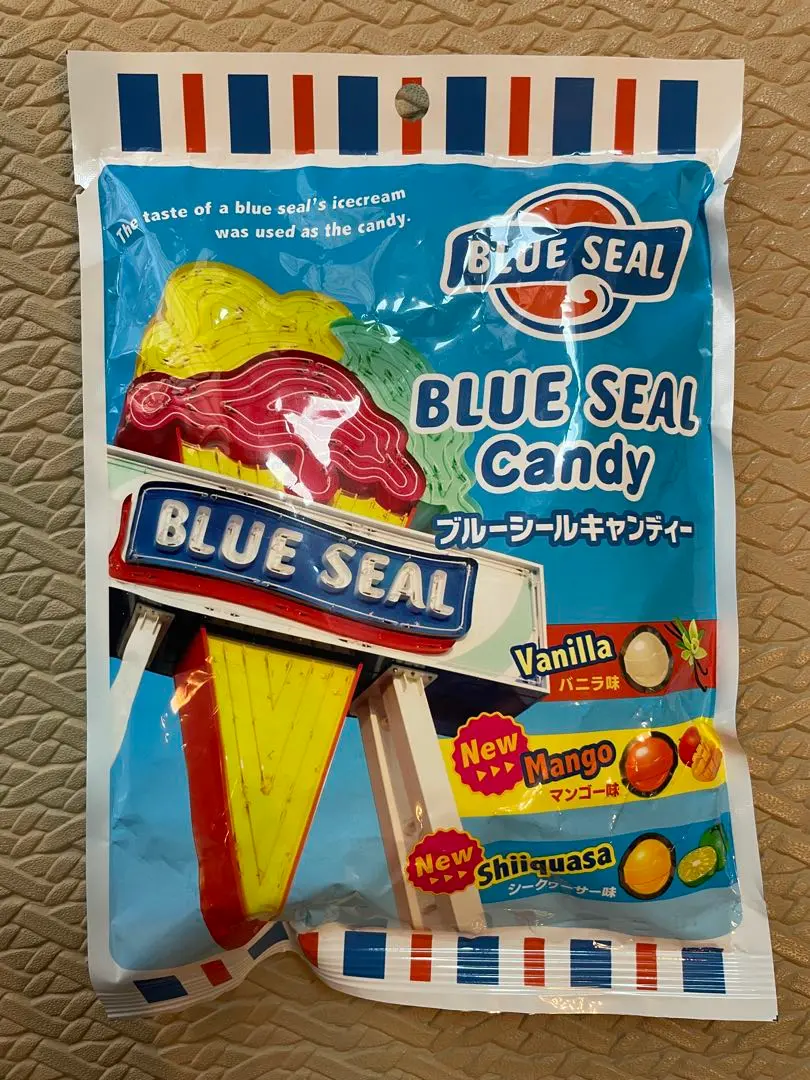 The taste of a blue seal's icecream
was used as the candy.
BLUE SEAL
BLUE SEAL
Candy
ブルーシールキャンディー
BLUE SEAL
Vanilla
バニラ味
New
Mango
マンゴー味
New
Shiiquasa
シークワーサー味